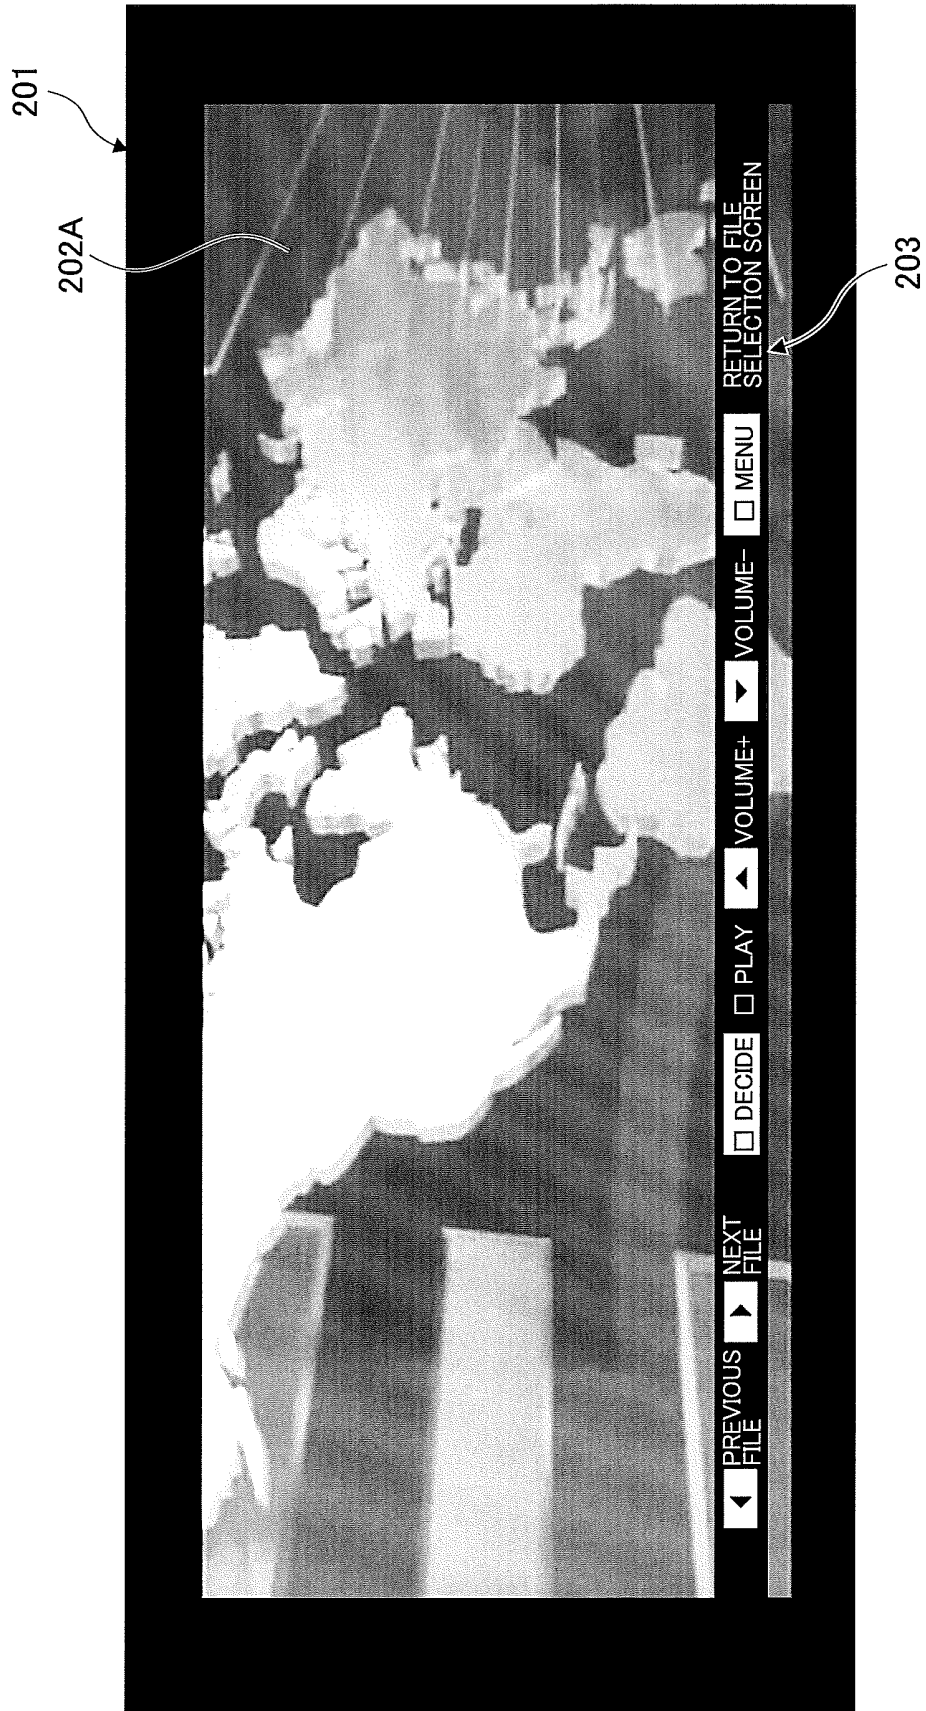 201
202A
◀ PREVIOUS FILE ▶ NEXT FILE □ DECIDE □ PLAY ▲ VOLUME+ ▼ VOLUME− □ MENU RETURN TO FILE SELECTION SCREEN
203